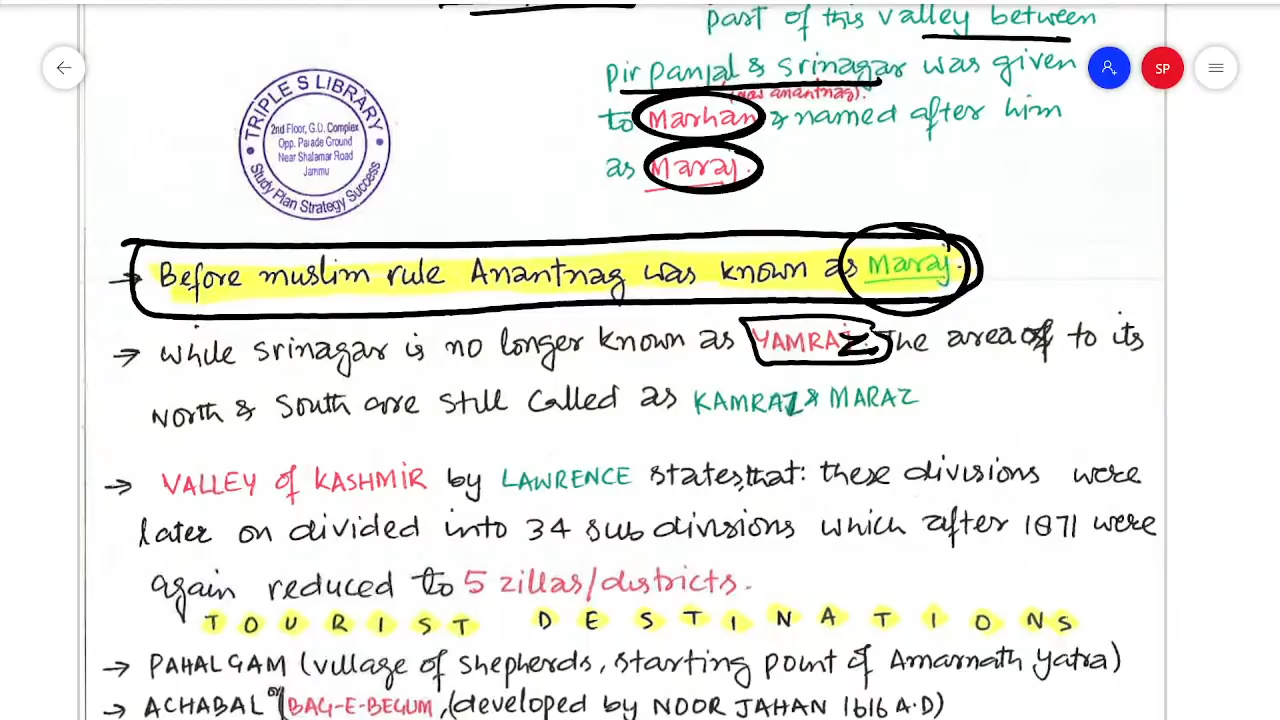 part of this valley between
pir panjal & srinagar was given
(now anantnag).
to Marhan & named after him
as Maraj.
TRIPLE S LIBRARY
2nd Floor, G.D. Complex
Opp. Parade Ground
Near Shalamar Road
Jammu
Study Plan Strategy Success
SP
→ Before muslim rule Anantnag was known as Maraj.
→ while srinagar is no longer known as YAMRAZ. The area of to its
North & South are still called as KAMRAZ & MARAZ
→ VALLEY of KASHMIR by LAWRENCE states that: these divisions were
later on divided into 34 sub divisions which after 1871 were
again reduced to 5 zillas/districts.
TOURIST DESTINATIONS
→ PAHALGAM (village of shepherds, starting point of Amarnath yatra)
→ ACHABAL or BAG-E-BEGUM, (developed by NOOR JAHAN 1616 A.D)